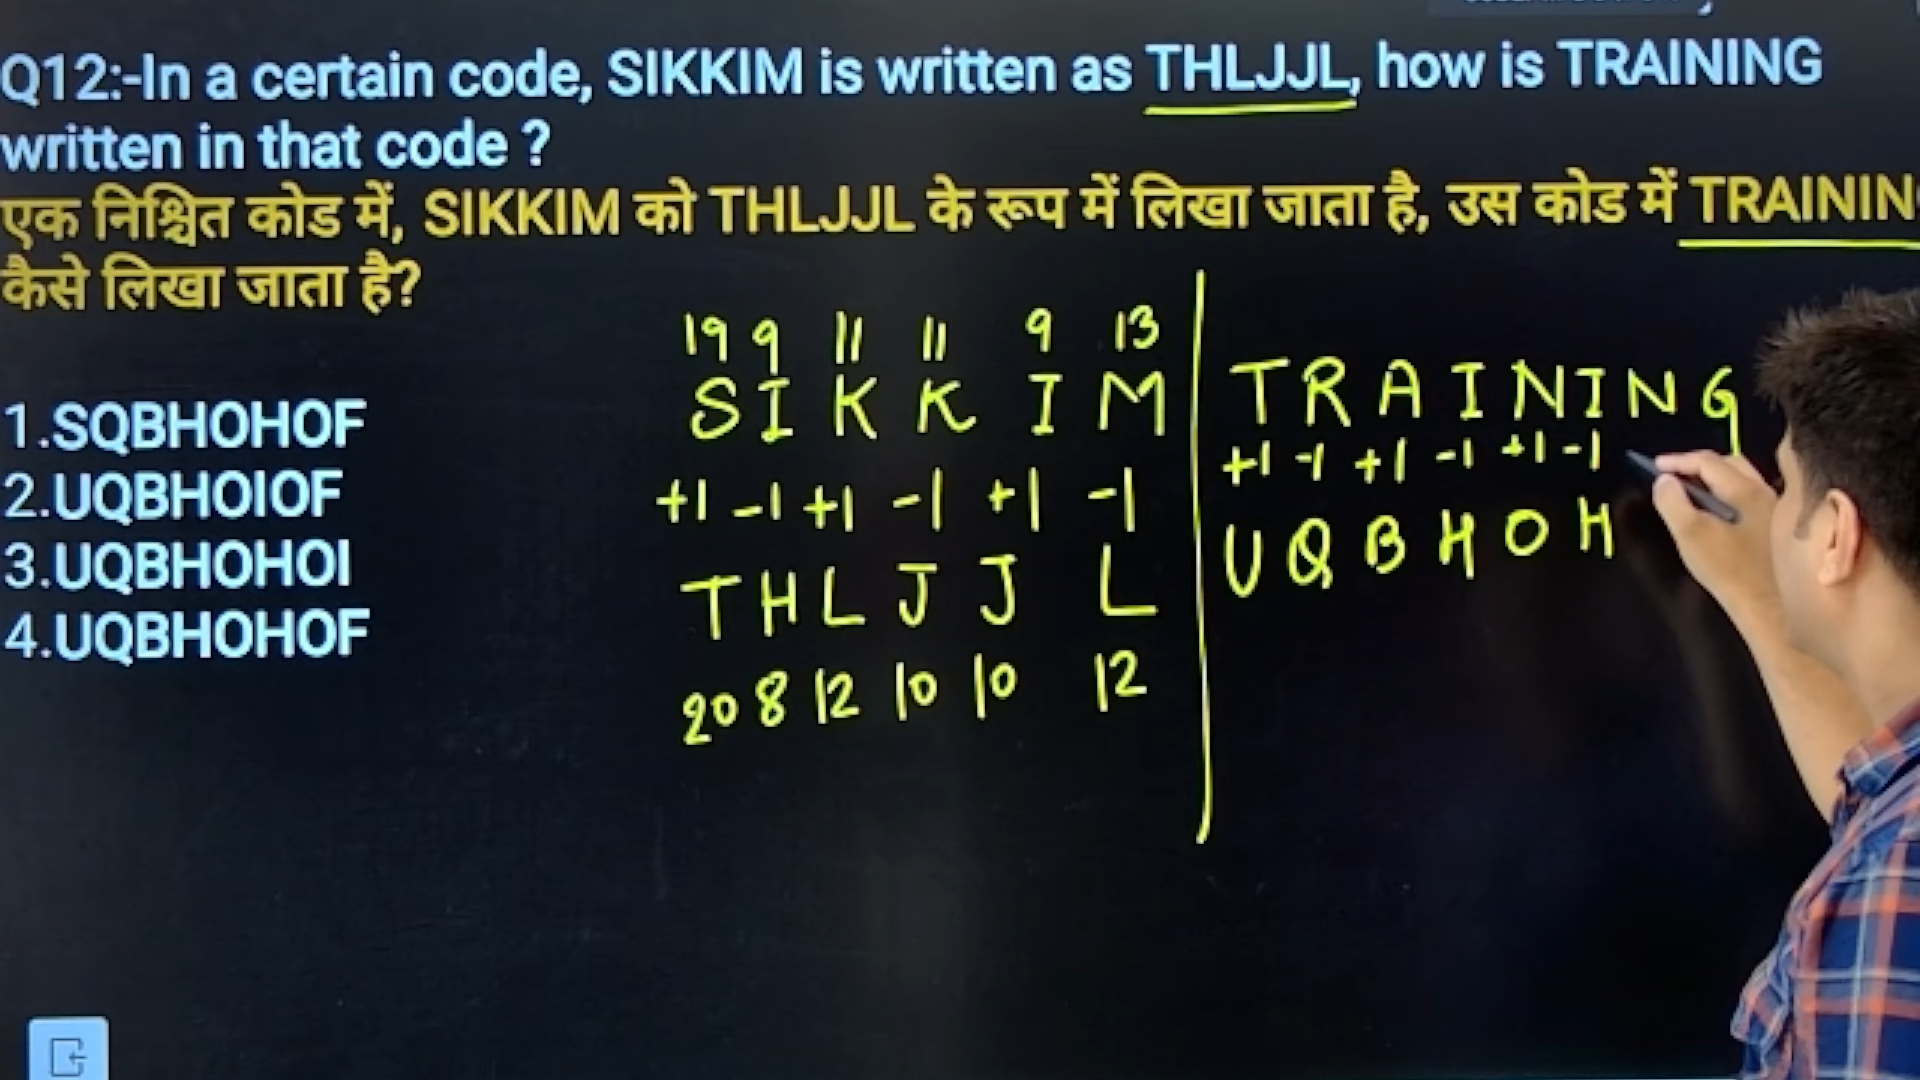 Q12:-In a certain code, SIKKIM is written as THLJJL, how is TRAINING
written in that code ?
एक निश्चित कोड में, SIKKIM को THLJJL के रूप में लिखा जाता है, उस कोड में TRAINING
कैसे लिखा जाता है?
1.SQBHOHOF
2.UQBHOIOF
3.UQBHOHOI
4.UQBHOHOF
19 9 11 11 9 13
S I K K I M
+1 -1 +1 -1 +1 -1
T H L J J L
20 8 12 10 10 12
T R A I N I N G
+1 -1 +1 -1 +1 -1
U Q B H O H